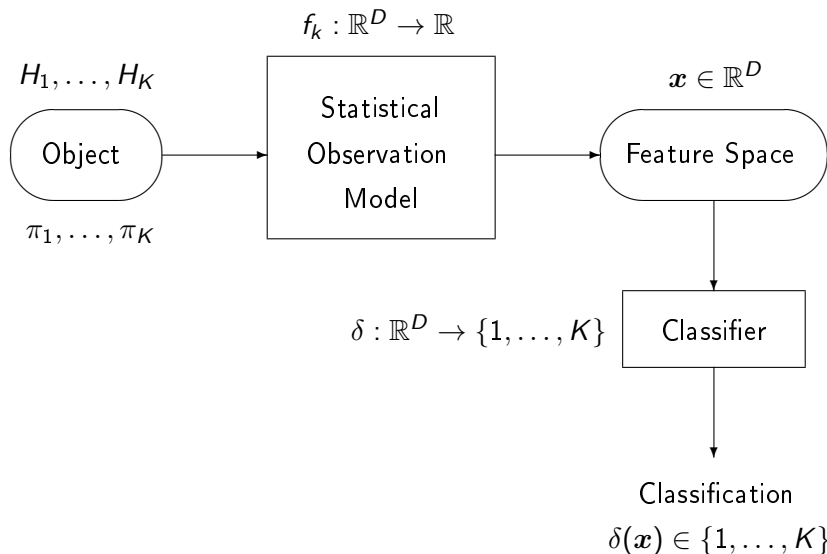 f_k : ℝ^D → ℝ
H_1, . . . , H_K
x ∈ ℝ^D
Object
Statistical
Observation
Model
Feature Space
π_1, . . . , π_K
δ : ℝ^D → {1, . . . , K}
Classifier
Classification
δ(x) ∈ {1, . . . , K}